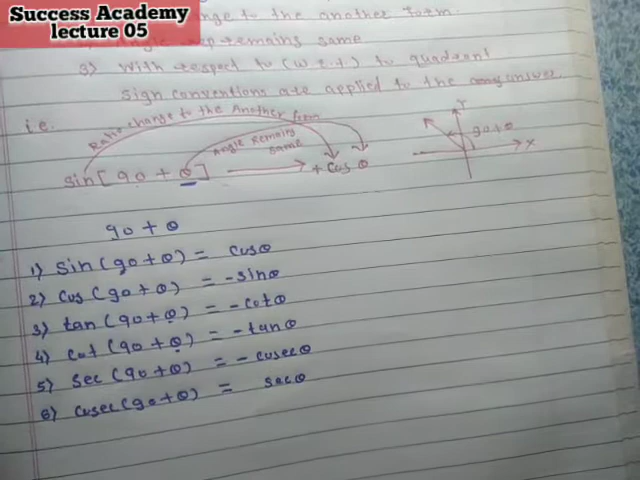 Success Academy
lecture 05
change to the another form.
Angle remains same
3) With respect to (w.r.t) to quadrant
sign conventions are applied to the answer.
i.e.
Ratio change to the Another form
Angle Remains same
sin[90 + θ] → + cos θ
Y
90+θ
X
90 + θ
1) sin(90+θ) = cosθ
2) cos(90+θ) = -sinθ
3) tan(90+θ) = -cotθ
4) cot(90+θ) = -tanθ
5) sec(90+θ) = -cosecθ
6) cosec(90+θ) = secθ